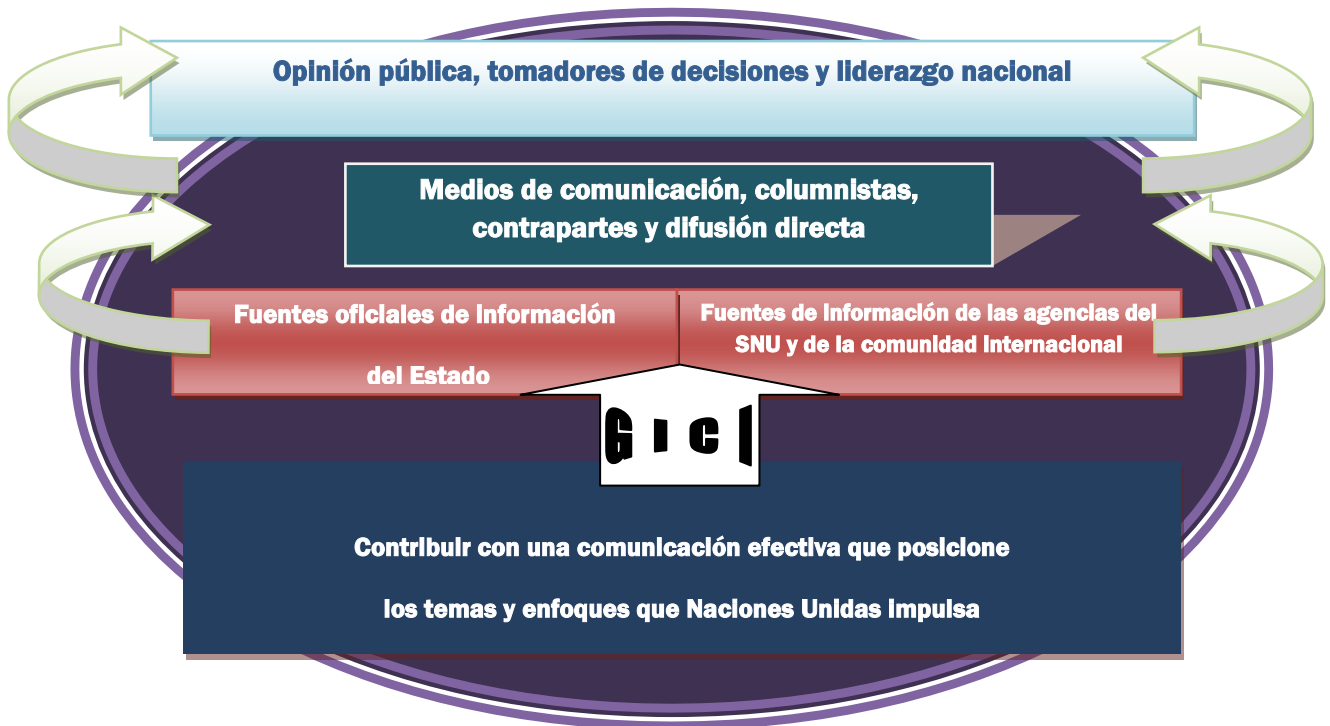 Opinión pública, tomadores de decisiones y liderazgo nacional
Medios de comunicación, columnistas,
contrapartes y difusión directa
Fuentes oficiales de información
del Estado
Fuentes de información de las agencias del
SNU y de la comunidad internacional
GICI
Contribuir con una comunicación efectiva que posicione
los temas y enfoques que Naciones Unidas impulsa